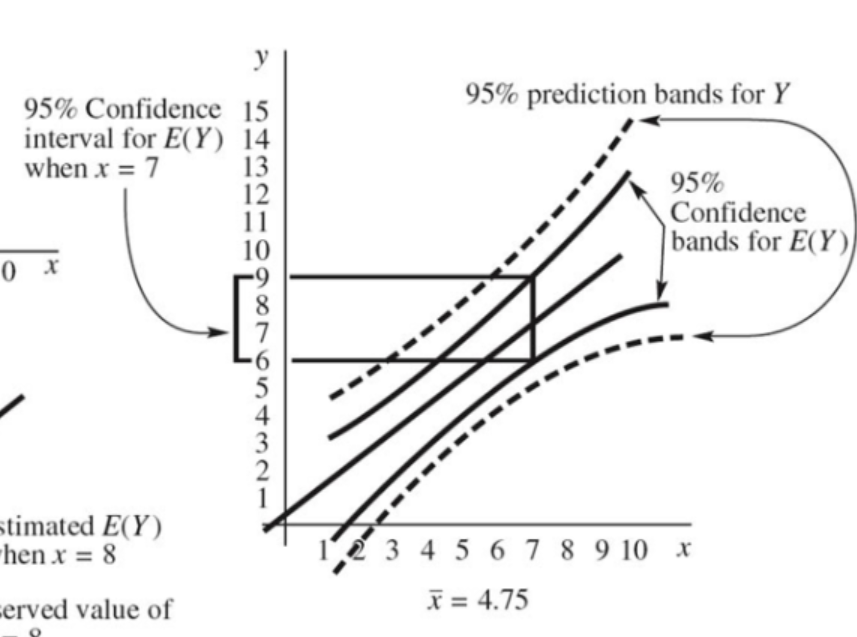 y
95% prediction bands for Y
95% Confidence
interval for E(Y)
when x = 7
15
14
13
12
11
10
9
8
7
6
5
4
3
2
1
95%
Confidence
bands for E(Y)
0 x
1 2 3 4 5 6 7 8 9 10 x
x̄ = 4.75
stimated E(Y)
hen x = 8
served value of
= 8